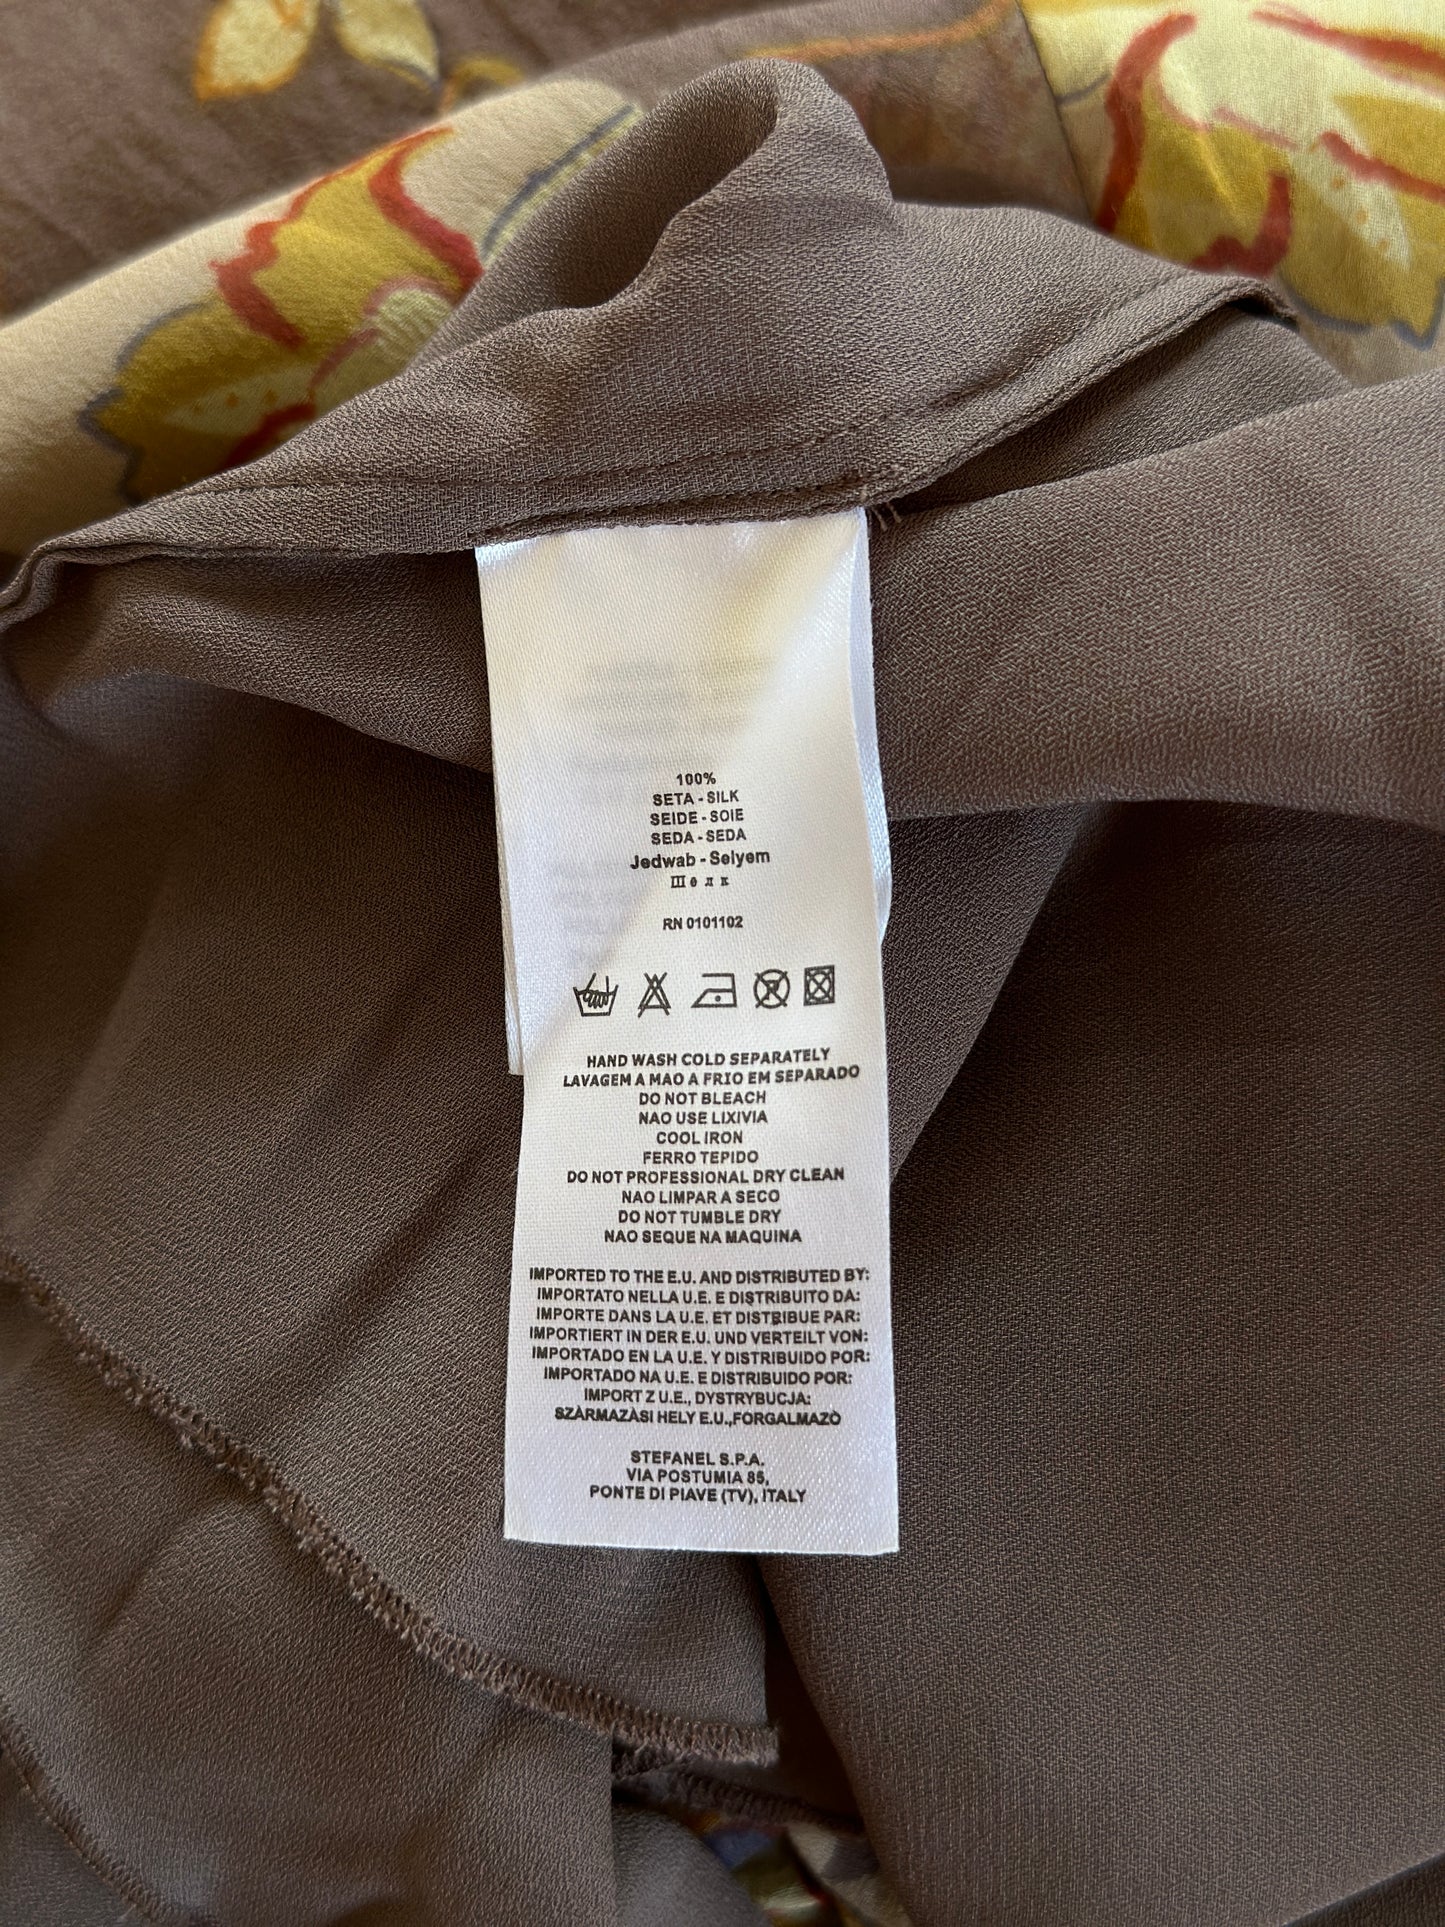 100%
SETA - SILK
SEIDE - SOIE
SEDA - SEDA
Jedwab - Selyem
Шелк
RN 0101102
HAND WASH COLD SEPARATELY
LAVAGEM A MAO A FRIO EM SEPARADO
DO NOT BLEACH
NAO USE LIXIVIA
COOL IRON
FERRO TEPIDO
DO NOT PROFESSIONAL DRY CLEAN
NAO LIMPAR A SECO
DO NOT TUMBLE DRY
NAO SEQUE NA MAQUINA
IMPORTED TO THE E.U. AND DISTRIBUTED BY:
IMPORTATO NELLA U.E. E DISTRIBUITO DA:
IMPORTE DANS LA U.E. ET DISTRIBUE PAR:
IMPORTIERT IN DER E.U. UND VERTEILT VON:
IMPORTADO EN LA U.E. Y DISTRIBUIDO POR:
IMPORTADO NA U.E. E DISTRIBUIDO POR:
IMPORT Z U.E., DYSTRYBUCJA:
SZÀRMAZÀSI HELY E.U.,FORGALMAZÒ
STEFANEL S.P.A.
VIA POSTUMIA 85,
PONTE DI PIAVE (TV), ITALY